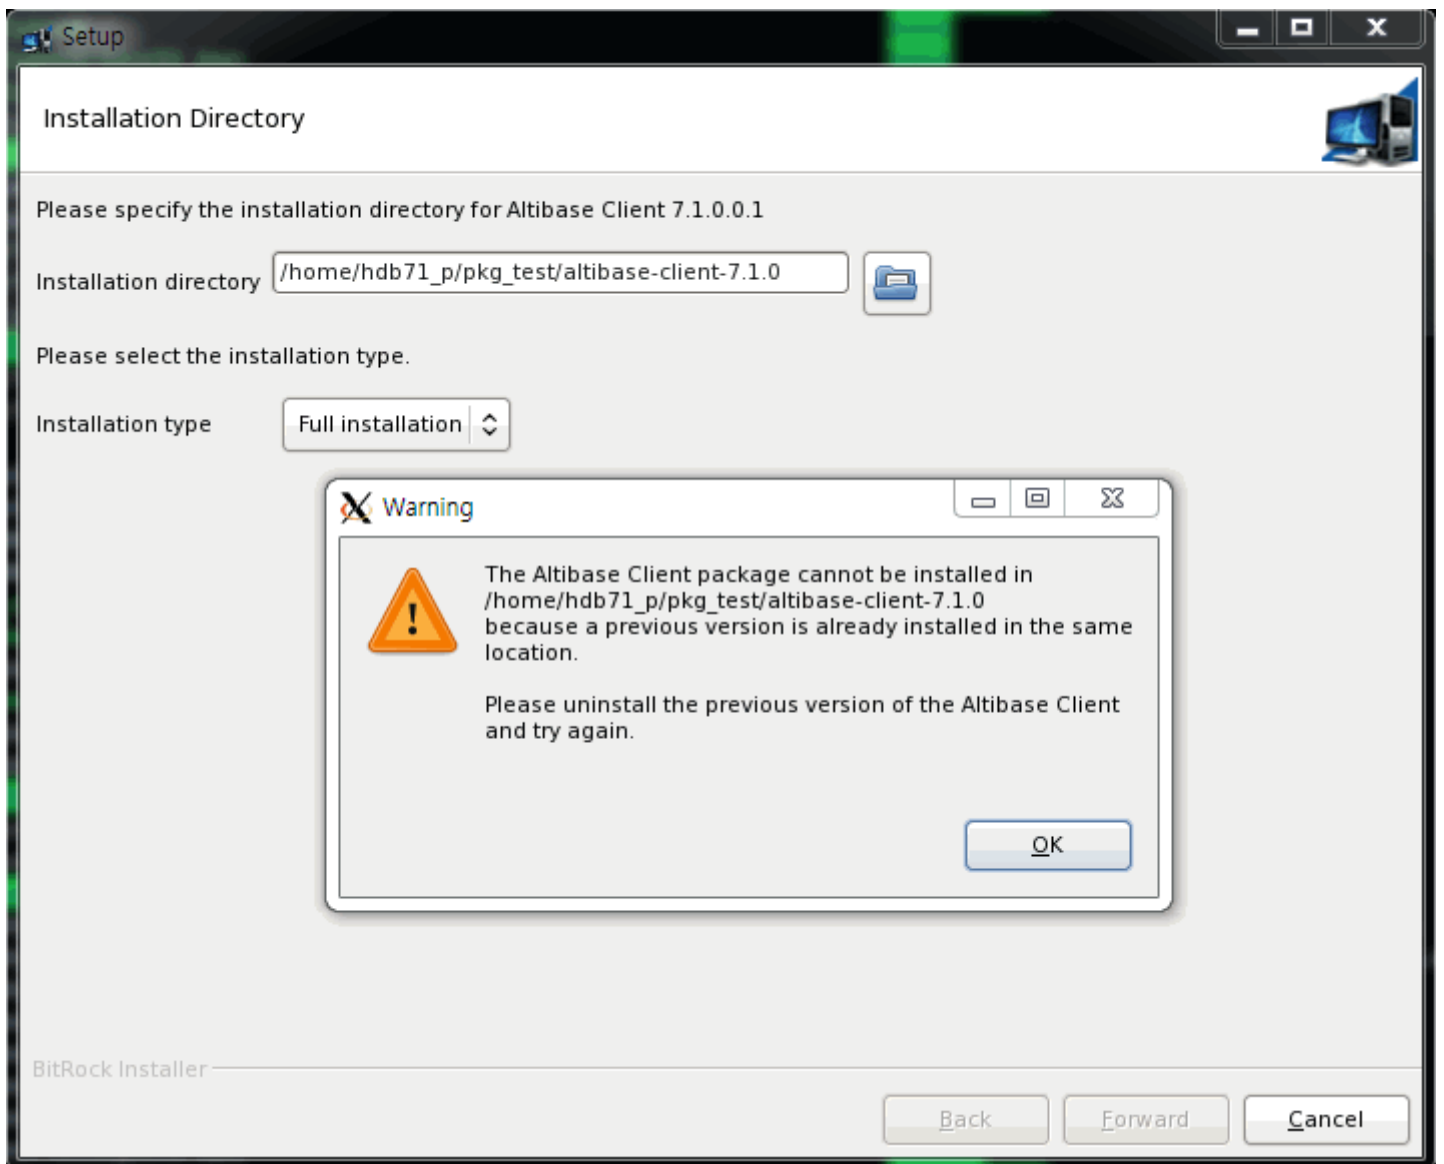 Setup
Installation Directory
Please specify the installation directory for Altibase Client 7.1.0.0.1
Installation directory /home/hdb71_p/pkg_test/altibase-client-7.1.0
Please select the installation type.
Installation type Full installation
Warning
The Altibase Client package cannot be installed in
/home/hdb71_p/pkg_test/altibase-client-7.1.0
because a previous version is already installed in the same
location.
Please uninstall the previous version of the Altibase Client
and try again.
OK
BitRock Installer
Back Forward Cancel